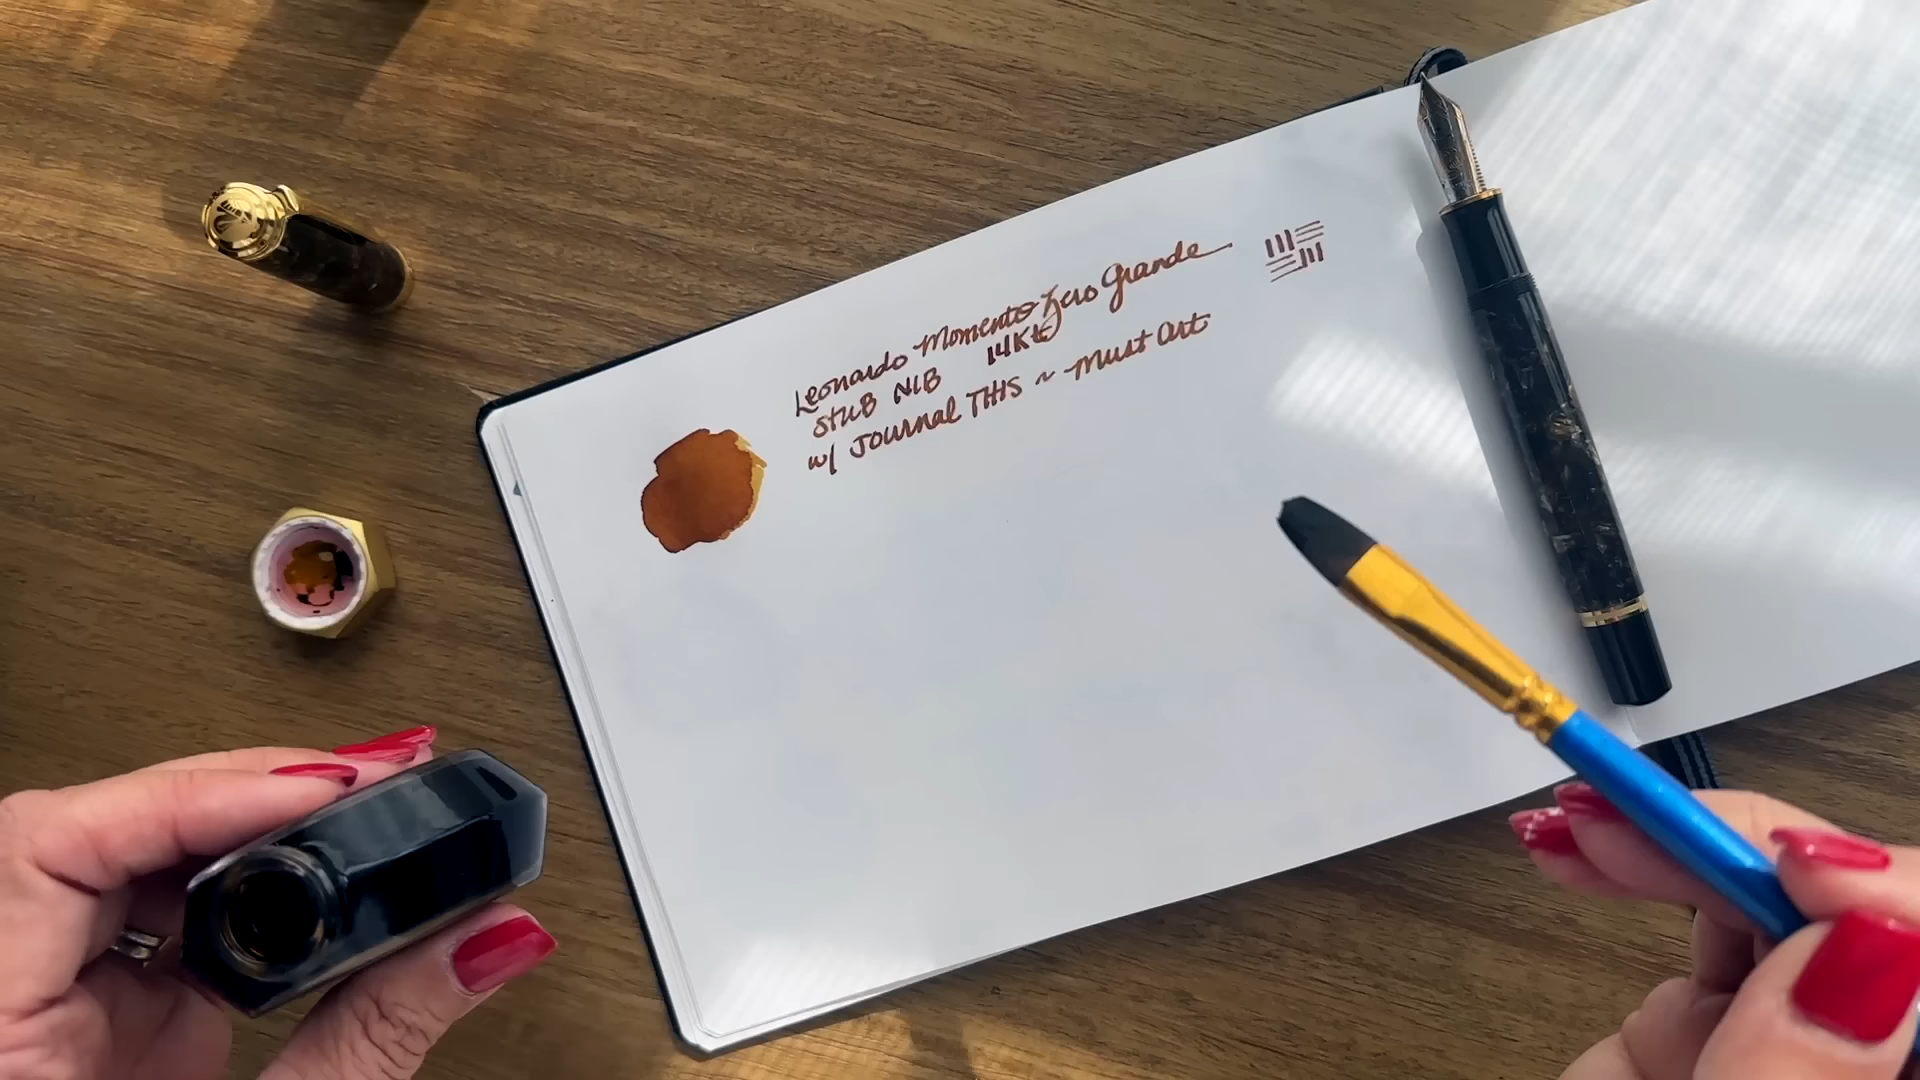 Leonardo Momento Zero Grande
STUB NIB 14Kt
w/ Journal THIS ~ Must Art